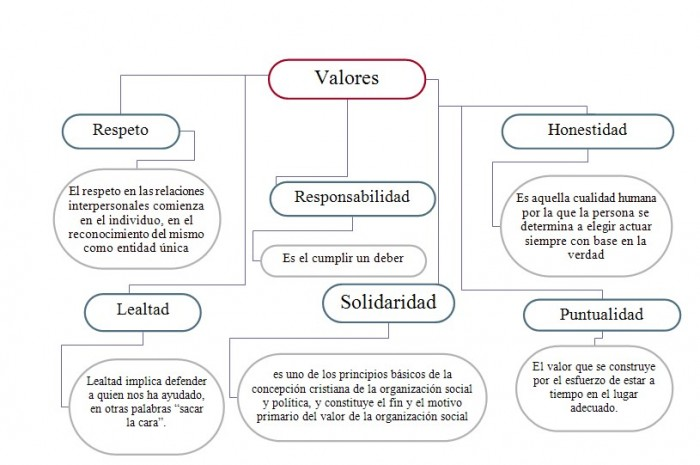 Valores
Respeto
El respeto en las relaciones
interpersonales comienza
en el individuo, en el
reconocimiento del mismo
como entidad única
Responsabilidad
Es el cumplir un deber
Honestidad
Es aquella cualidad humana
por la que la persona se
determina a elegir actuar
siempre con base en la
verdad
Lealtad
Lealtad implica defender
a quien nos ha ayudado,
en otras palabras “sacar
la cara”.
Solidaridad
es uno de los principios básicos de la
concepción cristiana de la organización social
y política, y constituye el fin y el motivo
primario del valor de la organización social
Puntualidad
El valor que se construye
por el esfuerzo de estar a
tiempo en el lugar
adecuado.